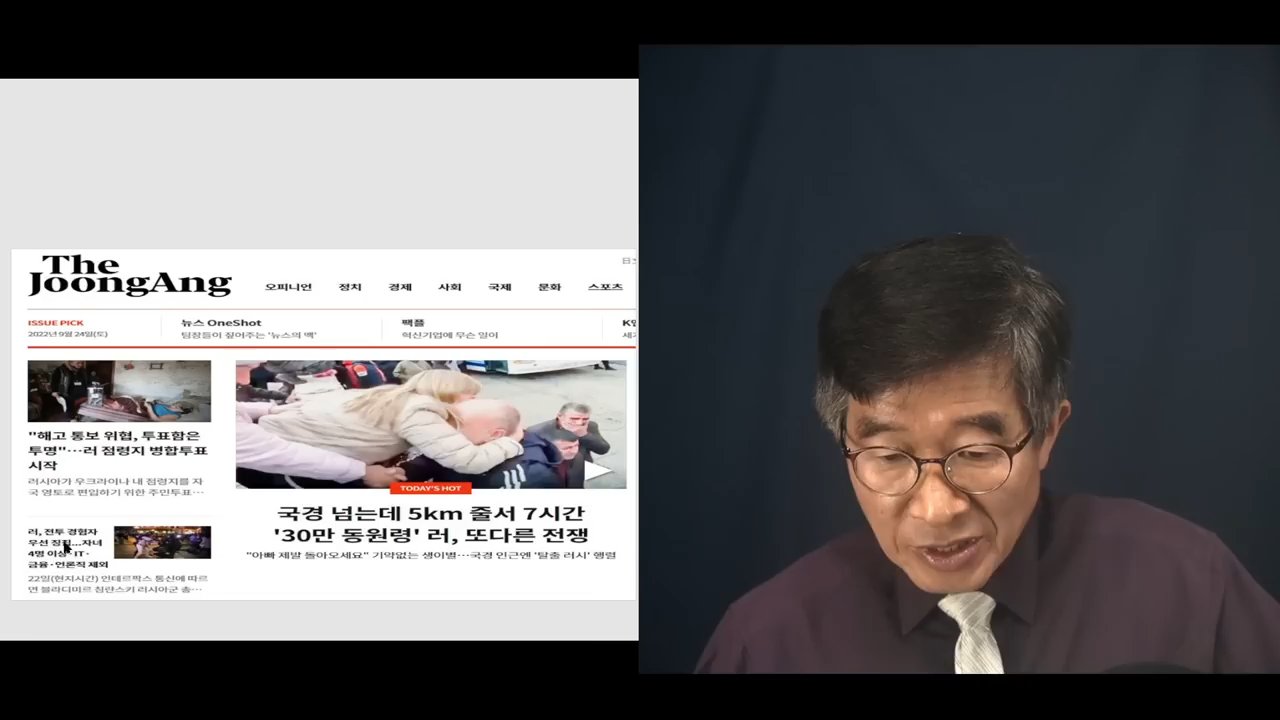 The
JoongAng
오피니언 정치 경제 사회 국제 문화 스포츠
ISSUE PICK
2022년 9월 24일(토)
뉴스 OneShot
팀장들이 짚어주는 '뉴스의 맥'
팩플
혁신기업에 무슨 일이
"해고 통보 위협, 투표함은
투명"…러 점령지 병합투표
시작
러시아가 우크라이나 내 점령지를 자
국 영토로 편입하기 위한 주민투표…
러, 전투 경험자
우선 징집...자녀
4명 이상·IT·
금융·언론직 제외
22일(현지시간) 인테르팍스 통신에 따르
면 블라디미르 침랸스키 러시아군 총…
TODAY'S HOT
국경 넘는데 5km 줄서 7시간
'30만 동원령' 러, 또다른 전쟁
"아빠 제발 돌아오세요" 기약없는 생이별…국경 인근엔 '탈출 러시' 행렬